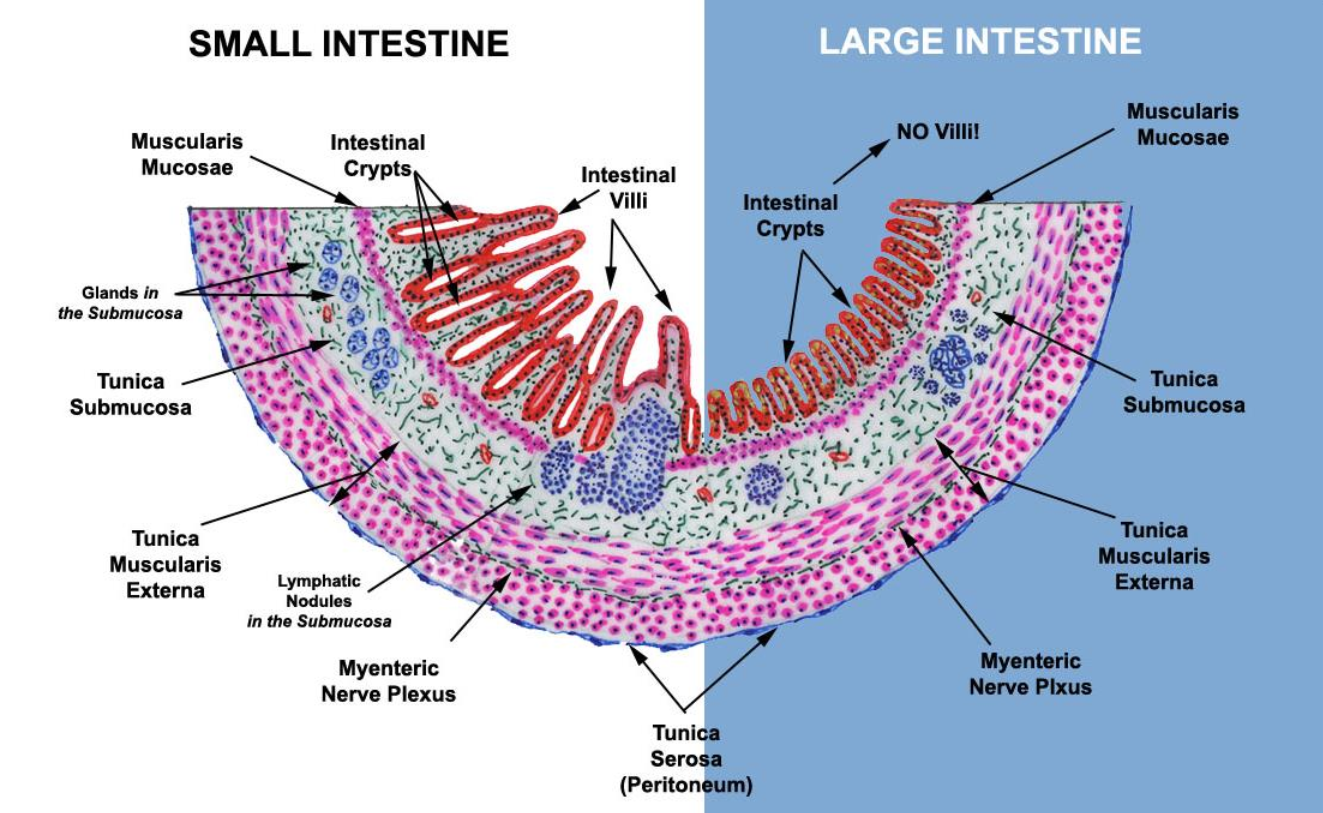 SMALL INTESTINE
LARGE INTESTINE
Muscularis
Mucosae
Intestinal
Crypts
Intestinal
Villi
Glands in
the Submucosa
Tunica
Submucosa
Tunica
Muscularis
Externa
Lymphatic
Nodules
in the Submucosa
Myenteric
Nerve Plexus
Tunica
Serosa
(Peritoneum)
NO Villi!
Intestinal
Crypts
Muscularis
Mucosae
Tunica
Submucosa
Tunica
Muscularis
Externa
Myenteric
Nerve Plxus